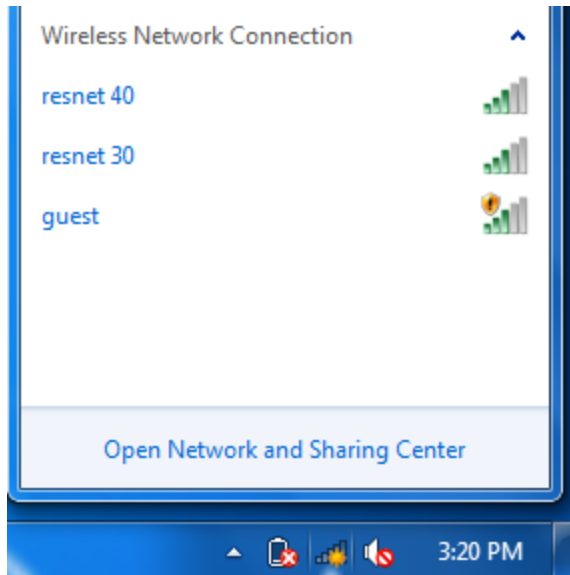 Wireless Network Connection
resnet 40
resnet 30
guest
Open Network and Sharing Center
3:20 PM